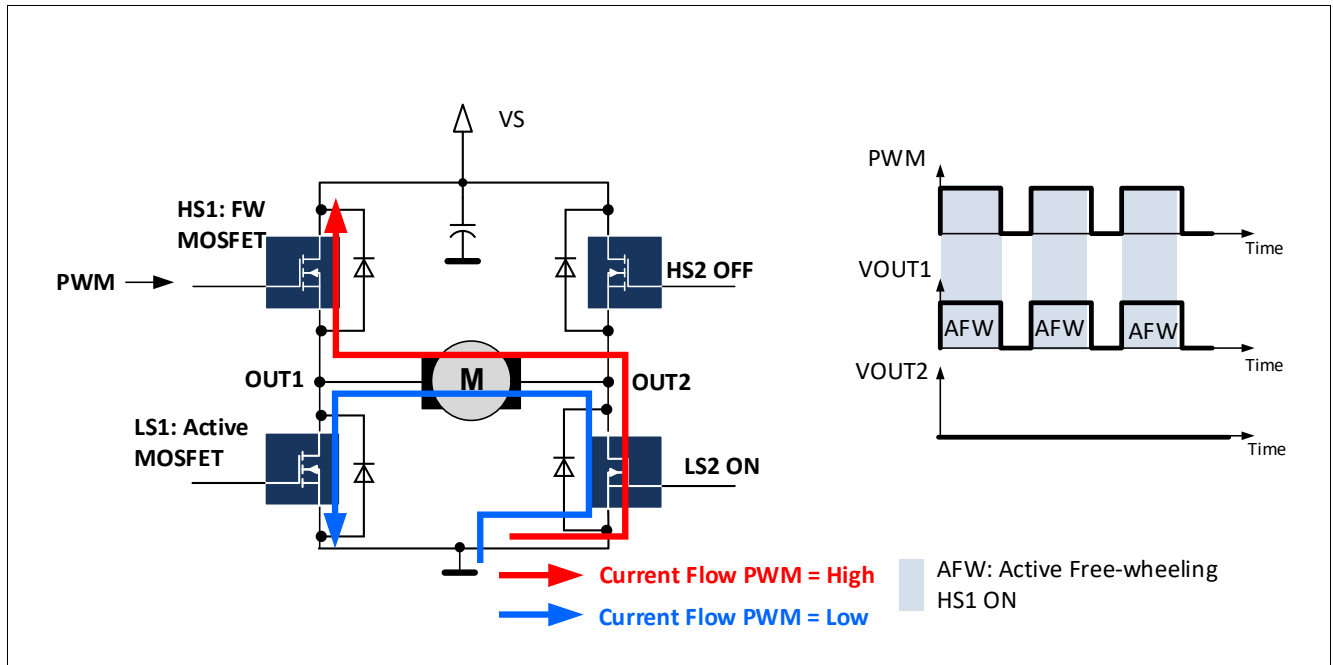 VS
HS1: FW
MOSFET
PWM
HS2 OFF
OUT1
M
OUT2
LS1: Active
MOSFET
LS2 ON
Current Flow PWM = High
Current Flow PWM = Low
PWM
Time
VOUT1
AFW
AFW
AFW
Time
VOUT2
Time
AFW: Active Free-wheeling
HS1 ON